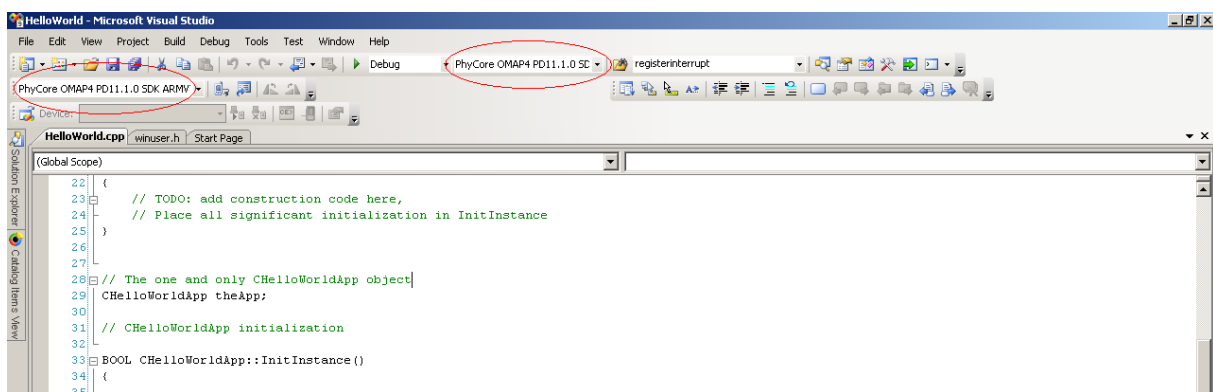 HelloWorld - Microsoft Visual Studio
File Edit View Project Build Debug Tools Test Window Help
Debug PhyCore OMAP4 PD11.1.0 SD registerinterrupt
PhyCore OMAP4 PD11.1.0 SDK ARMV
Device:
HelloWorld.cpp winuser.h Start Page
(Global Scope)
Solution Explorer
Catalog Items View
22 {
23 // TODO: add construction code here,
24 // Place all significant initialization in InitInstance
25 }
26
27
28 // The one and only CHelloWorldApp object
29 CHelloWorldApp theApp;
30
31 // CHelloWorldApp initialization
32
33 BOOL CHelloWorldApp::InitInstance()
34 {
35